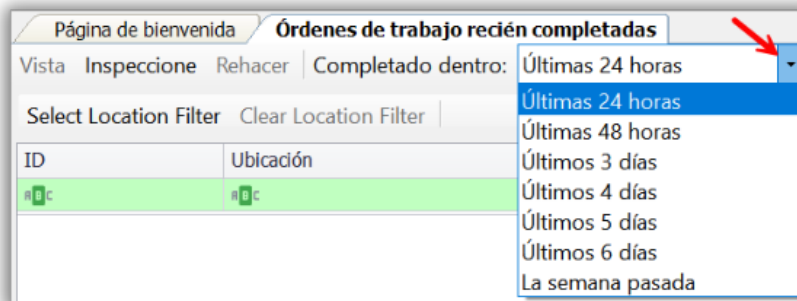 Página de bienvenida Órdenes de trabajo recién completadas
Vista Inspeccione Rehacer Completado dentro: Últimas 24 horas
Últimas 24 horas
Select Location Filter Clear Location Filter
Últimas 48 horas
ID Ubicación
Últimos 3 días
ABC ABC
Últimos 4 días
Últimos 5 días
Últimos 6 días
La semana pasada